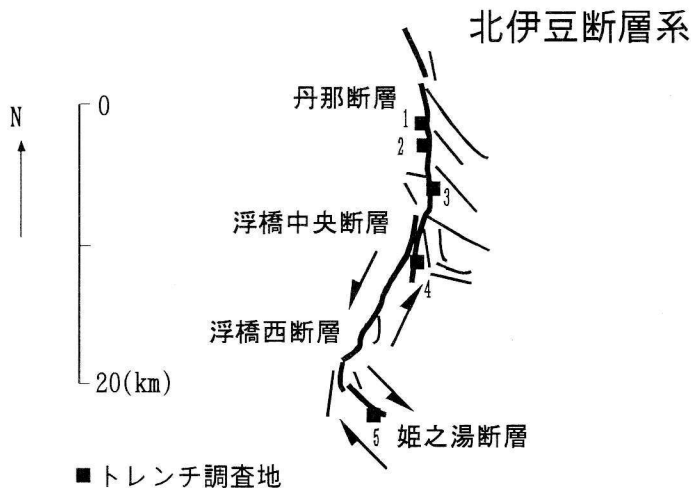 北伊豆断層系
0
N
丹那断層
1
2
3
浮橋中央断層
4
浮橋西断層
20(km)
5
姫之湯断層
■トレンチ調査地